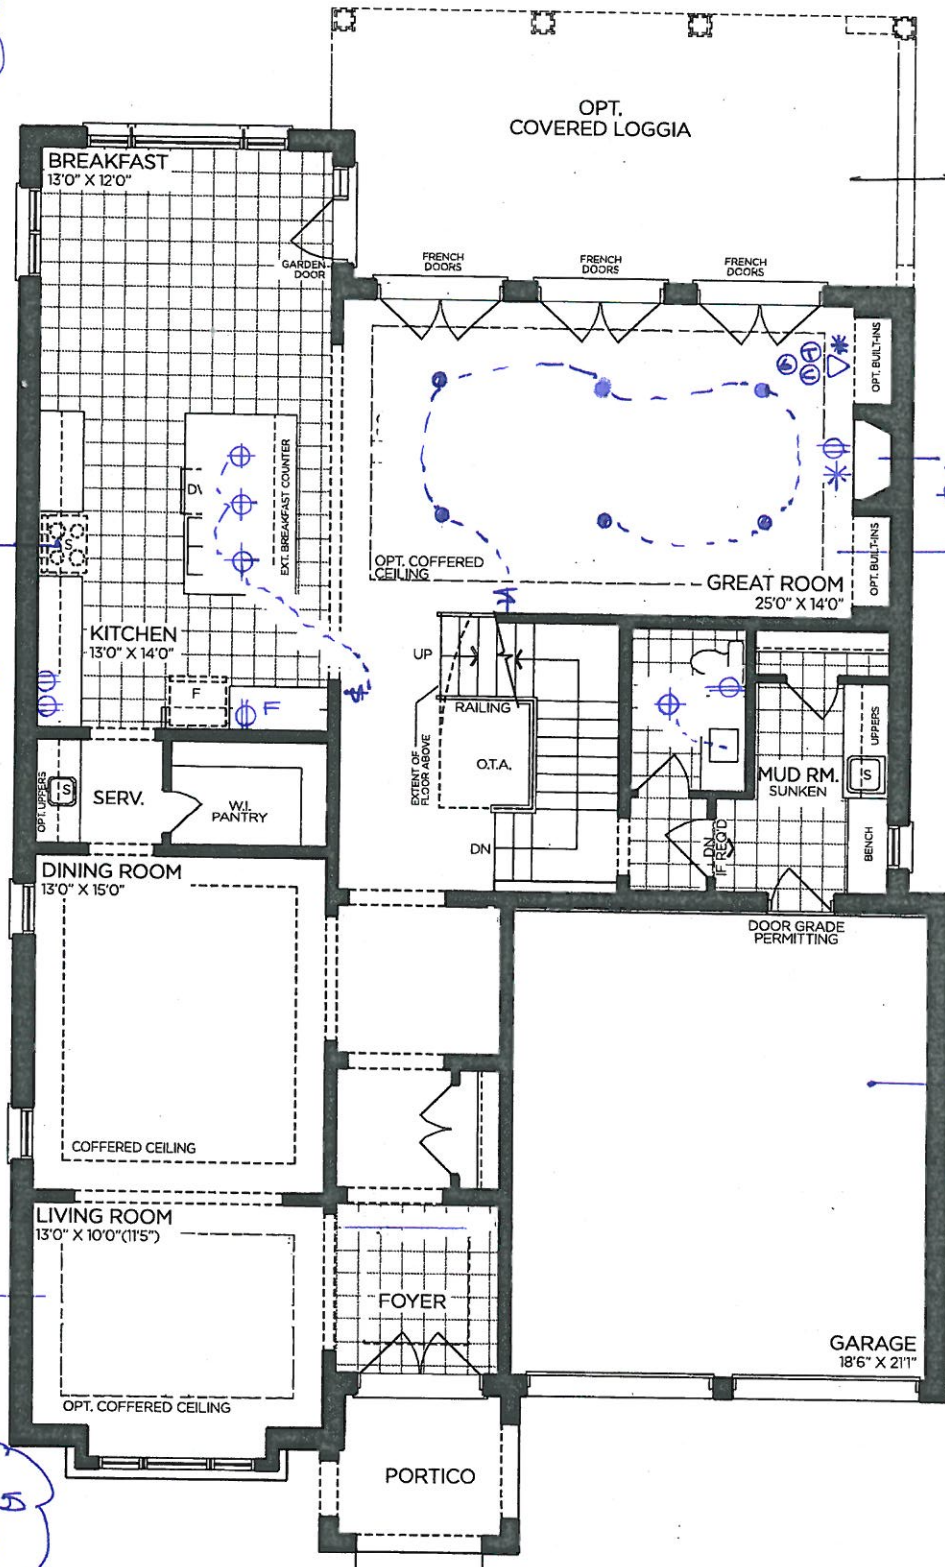 OPT.
COVERED LOGGIA
BREAKFAST
13'0" X 12'0"
GARDEN
DOOR
FRENCH
DOORS
FRENCH
DOORS
FRENCH
DOORS
OPT. BUILT-INS
EXT. BREAKFAST COUNTER
S
OPT. COFFERED
CEILING
GREAT ROOM
25'0" X 14'0"
OPT. BUILT-INS
KITCHEN
13'0" X 14'0"
F
F
UP
RAILING
EXTENT OF
FLOOR ABOVE
O.T.A.
DN
OPT. UPPERS
S
SERV.
W.I.
PANTRY
MUD RM.
SUNKEN
UPPERS
S
BENCH
DN
IF REQ'D
DINING ROOM
13'0" X 15'0"
COFFERED CEILING
DOOR GRADE
PERMITTING
LIVING ROOM
13'0" X 10'0"(11'5")
OPT. COFFERED CEILING
FOYER
GARAGE
18'6" X 21'1"
PORTICO